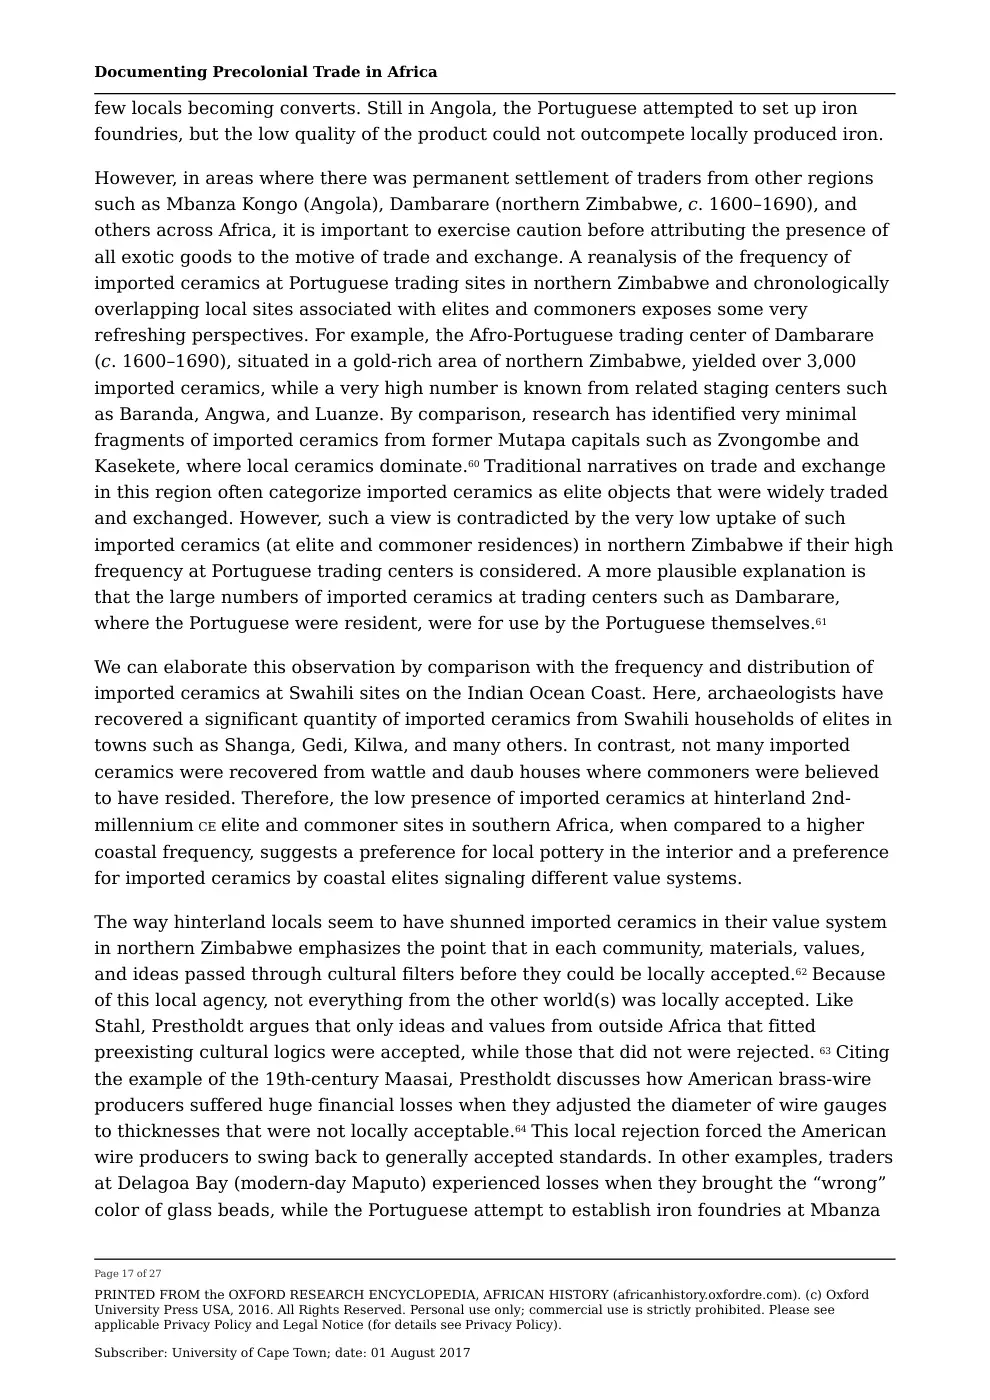 Documenting Precolonial Trade in Africa
few locals becoming converts. Still in Angola, the Portuguese attempted to set up iron
foundries, but the low quality of the product could not outcompete locally produced iron.
However, in areas where there was permanent settlement of traders from other regions
such as Mbanza Kongo (Angola), Dambarare (northern Zimbabwe, c. 1600–1690), and
others across Africa, it is important to exercise caution before attributing the presence of
all exotic goods to the motive of trade and exchange. A reanalysis of the frequency of
imported ceramics at Portuguese trading sites in northern Zimbabwe and chronologically
overlapping local sites associated with elites and commoners exposes some very
refreshing perspectives. For example, the Afro-Portuguese trading center of Dambarare
(c. 1600–1690), situated in a gold-rich area of northern Zimbabwe, yielded over 3,000
imported ceramics, while a very high number is known from related staging centers such
as Baranda, Angwa, and Luanze. By comparison, research has identified very minimal
fragments of imported ceramics from former Mutapa capitals such as Zvongombe and
Kasekete, where local ceramics dominate.60 Traditional narratives on trade and exchange
in this region often categorize imported ceramics as elite objects that were widely traded
and exchanged. However, such a view is contradicted by the very low uptake of such
imported ceramics (at elite and commoner residences) in northern Zimbabwe if their high
frequency at Portuguese trading centers is considered. A more plausible explanation is
that the large numbers of imported ceramics at trading centers such as Dambarare,
where the Portuguese were resident, were for use by the Portuguese themselves.61
We can elaborate this observation by comparison with the frequency and distribution of
imported ceramics at Swahili sites on the Indian Ocean Coast. Here, archaeologists have
recovered a significant quantity of imported ceramics from Swahili households of elites in
towns such as Shanga, Gedi, Kilwa, and many others. In contrast, not many imported
ceramics were recovered from wattle and daub houses where commoners were believed
to have resided. Therefore, the low presence of imported ceramics at hinterland 2nd-
millennium CE elite and commoner sites in southern Africa, when compared to a higher
coastal frequency, suggests a preference for local pottery in the interior and a preference
for imported ceramics by coastal elites signaling different value systems.
The way hinterland locals seem to have shunned imported ceramics in their value system
in northern Zimbabwe emphasizes the point that in each community, materials, values,
and ideas passed through cultural filters before they could be locally accepted.62 Because
of this local agency, not everything from the other world(s) was locally accepted. Like
Stahl, Prestholdt argues that only ideas and values from outside Africa that fitted
preexisting cultural logics were accepted, while those that did not were rejected. 63 Citing
the example of the 19th-century Maasai, Prestholdt discusses how American brass-wire
producers suffered huge financial losses when they adjusted the diameter of wire gauges
to thicknesses that were not locally acceptable.64 This local rejection forced the American
wire producers to swing back to generally accepted standards. In other examples, traders
at Delagoa Bay (modern-day Maputo) experienced losses when they brought the “wrong”
color of glass beads, while the Portuguese attempt to establish iron foundries at Mbanza
Page 17 of 27
PRINTED FROM the OXFORD RESEARCH ENCYCLOPEDIA, AFRICAN HISTORY (africanhistory.oxfordre.com). (c) Oxford
University Press USA, 2016. All Rights Reserved. Personal use only; commercial use is strictly prohibited. Please see
applicable Privacy Policy and Legal Notice (for details see Privacy Policy).
Subscriber: University of Cape Town; date: 01 August 2017